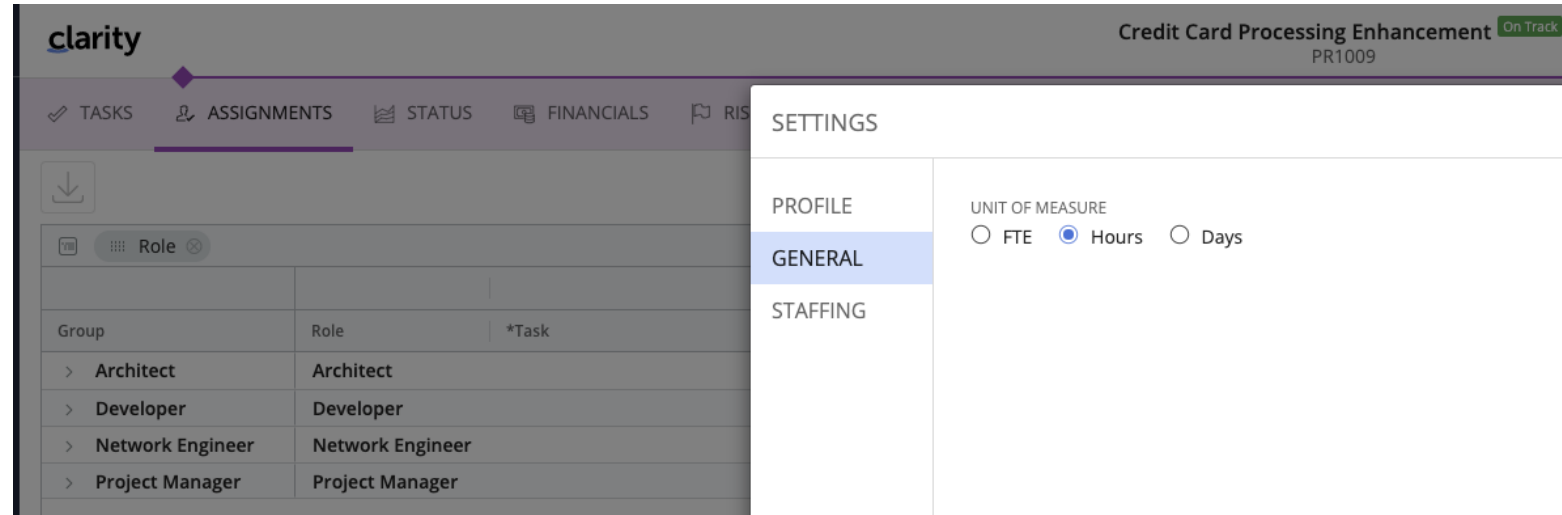 clarity
Credit Card Processing Enhancement On Track
PR1009
TASKS ASSIGNMENTS STATUS FINANCIALS RIS
SETTINGS
PROFILE
GENERAL
STAFFING
UNIT OF MEASURE
FTE Hours Days
Role
Group Role *Task
Architect Architect
Developer Developer
Network Engineer Network Engineer
Project Manager Project Manager